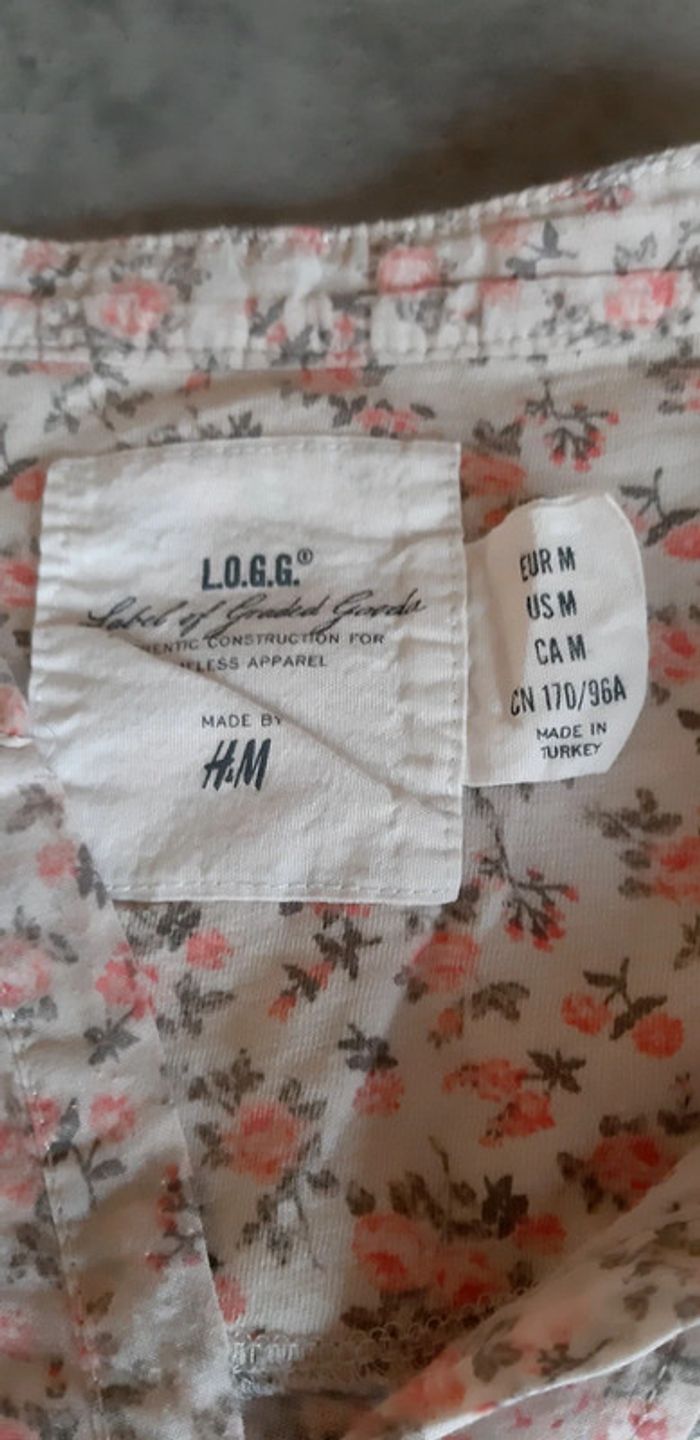 L.O.G.G.®
Label of Graded Goods
CONSTRUCTION FOR
APPAREL
MADE BY
H&M
EUR M
US M
CA M
CN 170/96A
MADE IN
TURKEY